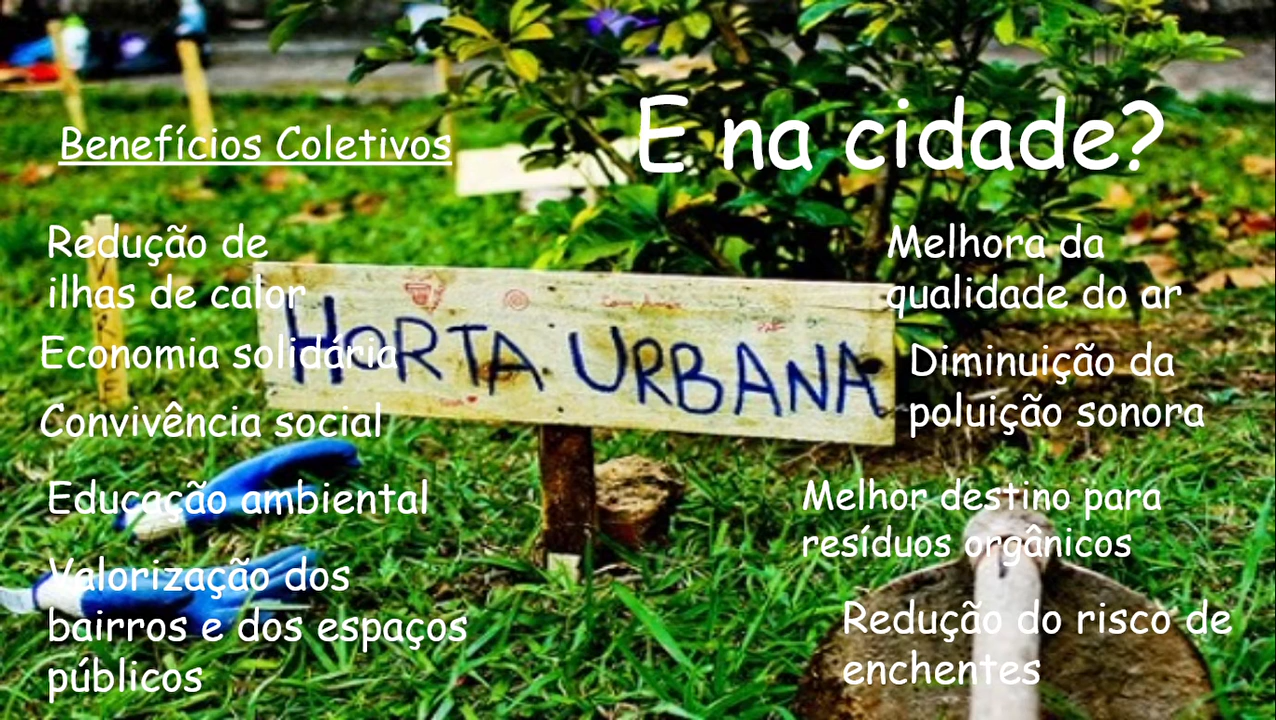 E na cidade?
Benefícios Coletivos
Redução de
ilhas de calor
Economia solidária
Convivência social
Educação ambiental
Valorização dos
bairros e dos espaços
públicos
HORTA URBANA
Melhora da
qualidade do ar
Diminuição da
poluição sonora
Melhor destino para
resíduos orgânicos
Redução do risco de
enchentes